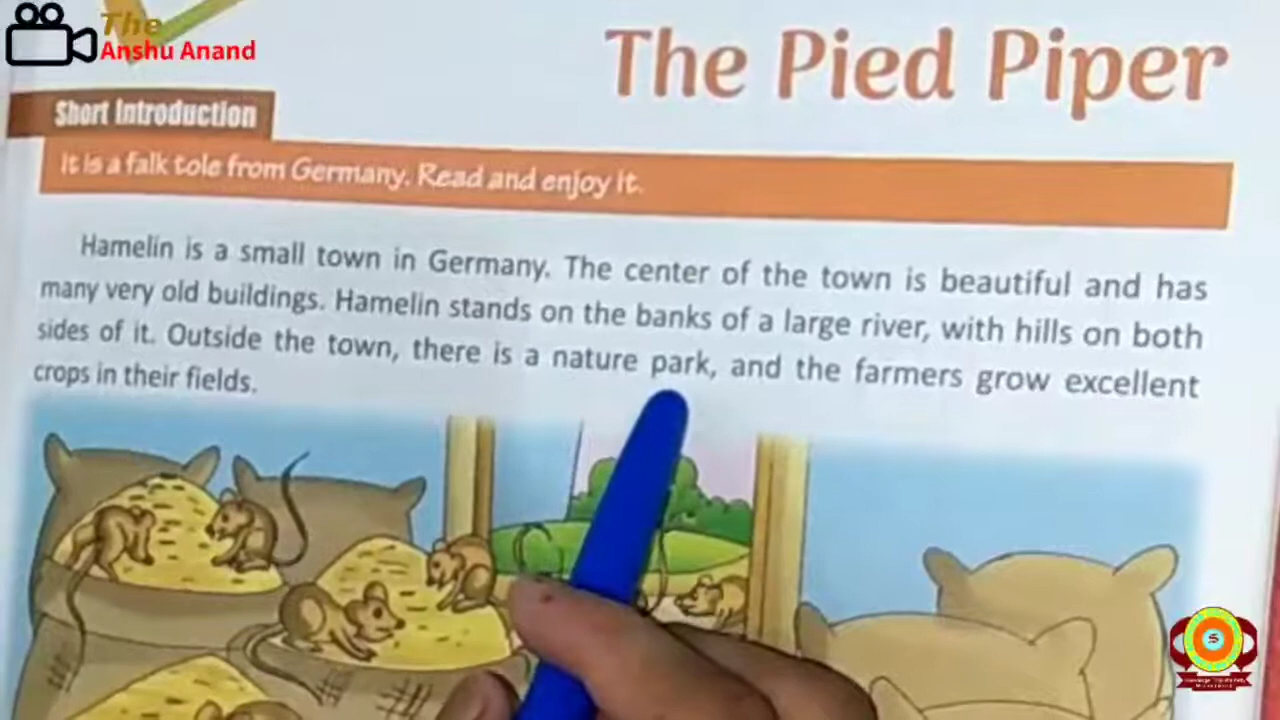 The
Anshu Anand
The Pied Piper
Short Introduction
It is a falk tole from Germany. Read and enjoy it.
Hamelin is a small town in Germany. The center of the town is beautiful and has
many very old buildings. Hamelin stands on the banks of a large river, with hills on both
sides of it. Outside the town, there is a nature park, and the farmers grow excellent
crops in their fields.
S